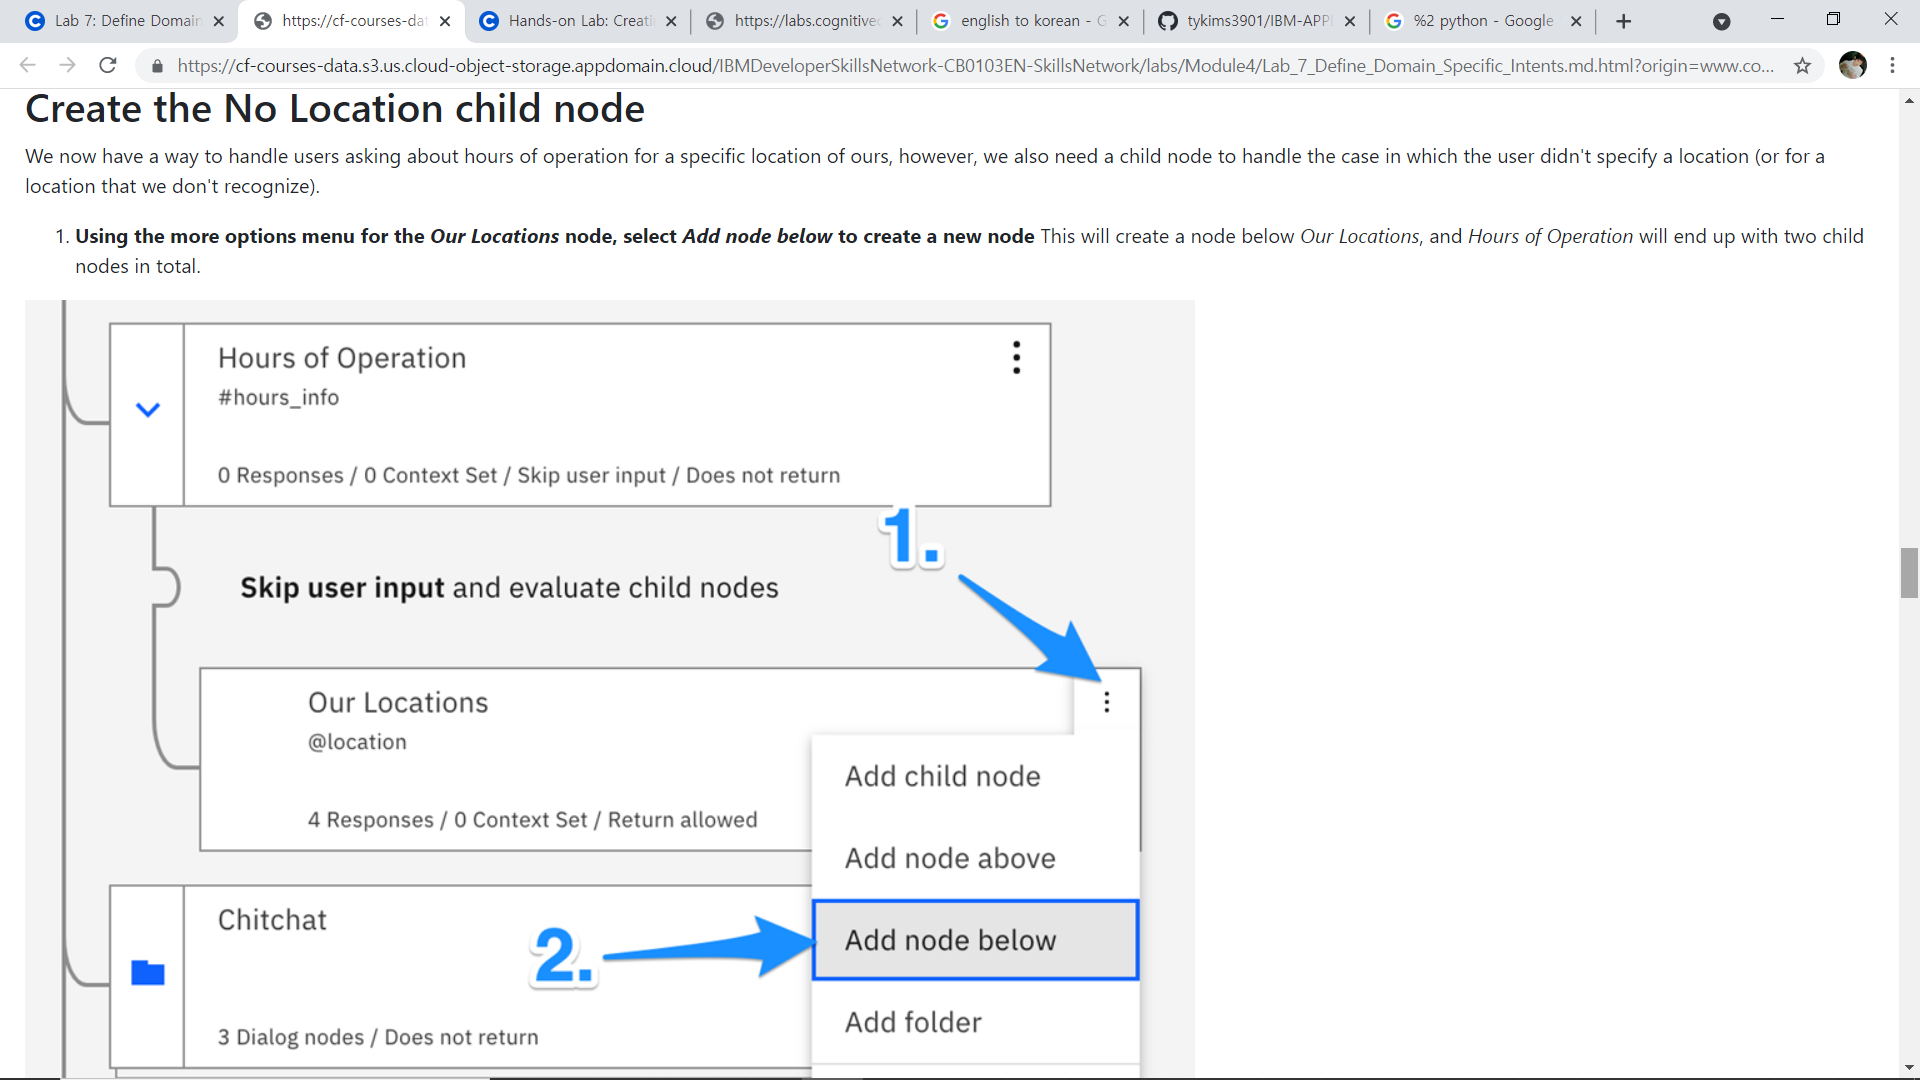 Lab 7: Define Domain
https://cf-courses-dat
Hands-on Lab: Creati
https://labs.cognitivec
english to korean - G
tykims3901/IBM-APPL
%2 python - Google
https://cf-courses-data.s3.us.cloud-object-storage.appdomain.cloud/IBMDeveloperSkillsNetwork-CB0103EN-SkillsNetwork/labs/Module4/Lab_7_Define_Domain_Specific_Intents.md.html?origin=www.co...
Create the No Location child node
We now have a way to handle users asking about hours of operation for a specific location of ours, however, we also need a child node to handle the case in which the user didn't specify a location (or for a
location that we don't recognize).
1. Using the more options menu for the Our Locations node, select Add node below to create a new node This will create a node below Our Locations, and Hours of Operation will end up with two child
nodes in total.
Hours of Operation
#hours_info
0 Responses / 0 Context Set / Skip user input / Does not return
1.
Skip user input and evaluate child nodes
Our Locations
@location
4 Responses / 0 Context Set / Return allowed
Add child node
Add node above
Add node below
Add folder
Chitchat
2.
3 Dialog nodes / Does not return